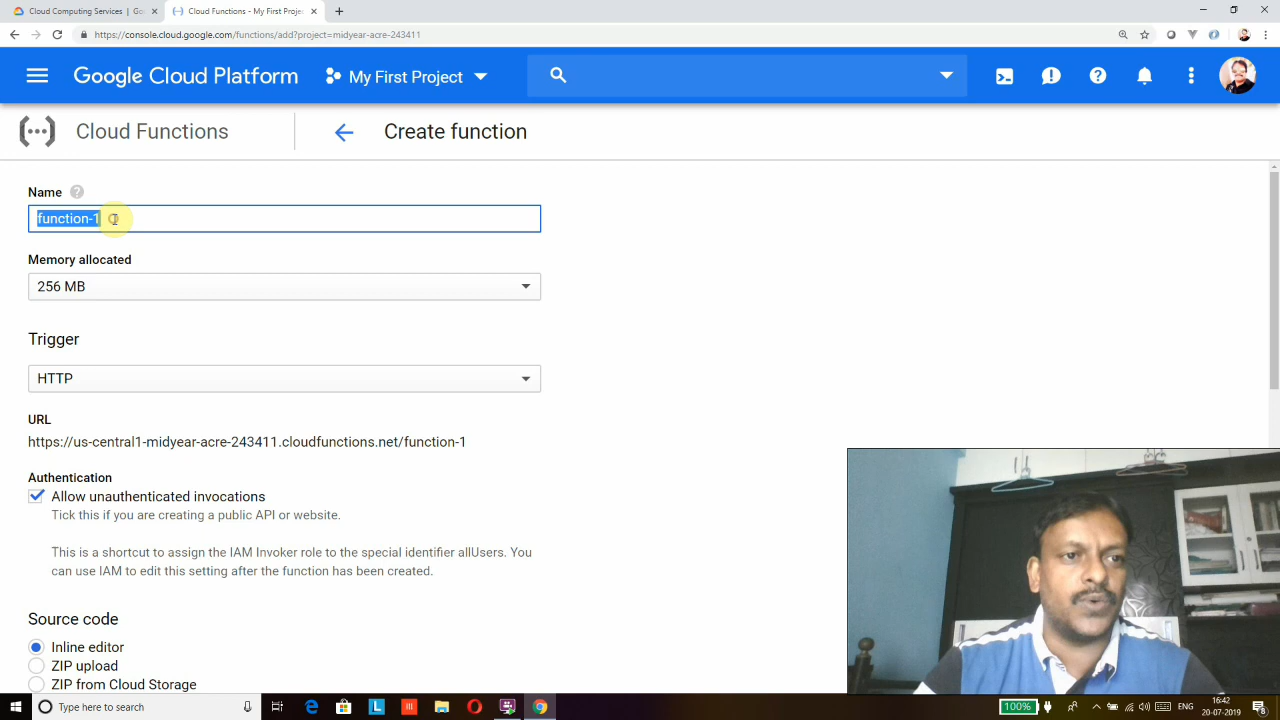 Cloud Computing Services | Go
Cloud Functions - My First Projec
https://console.cloud.google.com/functions/add?project=midyear-acre-243411
Google Cloud Platform
My First Project
Cloud Functions
Create function
Name
function-1
Memory allocated
256 MB
Trigger
HTTP
URL
https://us-central1-midyear-acre-243411.cloudfunctions.net/function-1
Authentication
Allow unauthenticated invocations
Tick this if you are creating a public API or website.
This is a shortcut to assign the IAM Invoker role to the special identifier allUsers. You
can use IAM to edit this setting after the function has been created.
Source code
Inline editor
ZIP upload
ZIP from Cloud Storage
Type here to search
100%
ENG
16:42
20-07-2019